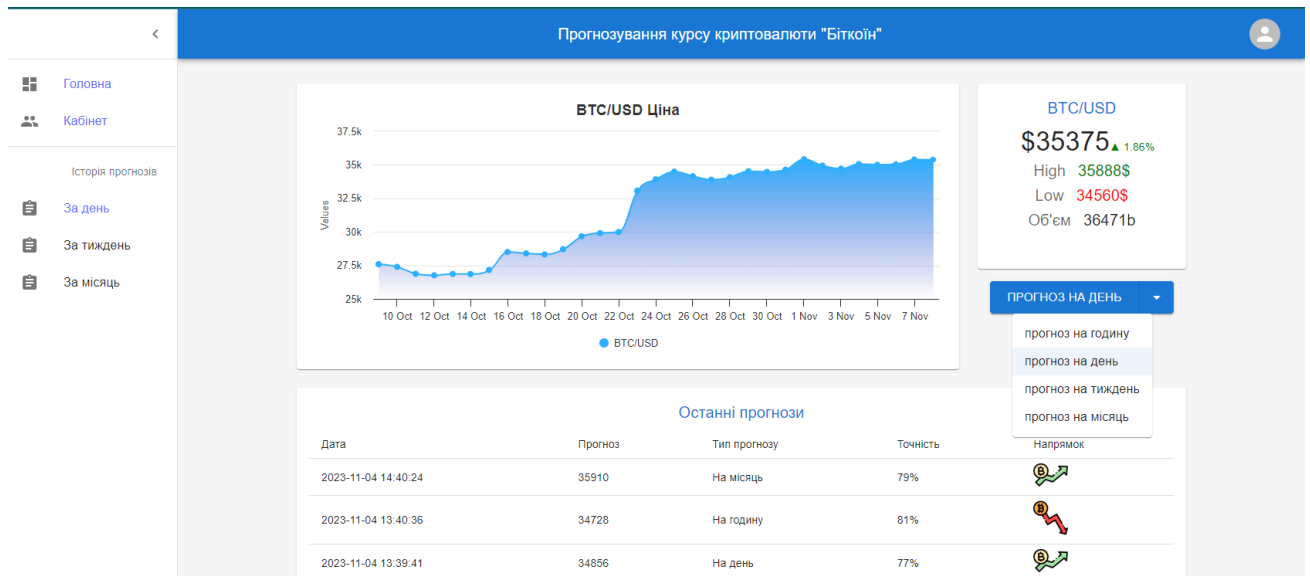 Прогнозування курсу криптовалюти "Біткоїн"
Головна
Кабінет
Історія прогнозів
За день
За тиждень
За місяць
BTC/USD Ціна
Values
37.5k
35k
32.5k
30k
27.5k
25k
10 Oct 12 Oct 14 Oct 16 Oct 18 Oct 20 Oct 22 Oct 24 Oct 26 Oct 28 Oct 30 Oct 1 Nov 3 Nov 5 Nov 7 Nov
BTC/USD
BTC/USD
$35375 ▲ 1.86%
High 35888$
Low 34560$
Об'єм 36471b
ПРОГНОЗ НА ДЕНЬ
прогноз на годину
прогноз на день
прогноз на тиждень
прогноз на місяць
Останні прогнози
Дата Прогноз Тип прогнозу Точність Напрямок
2023-11-04 14:40:24 35910 На місяць 79%
2023-11-04 13:40:36 34728 На годину 81%
2023-11-04 13:39:41 34856 На день 77%